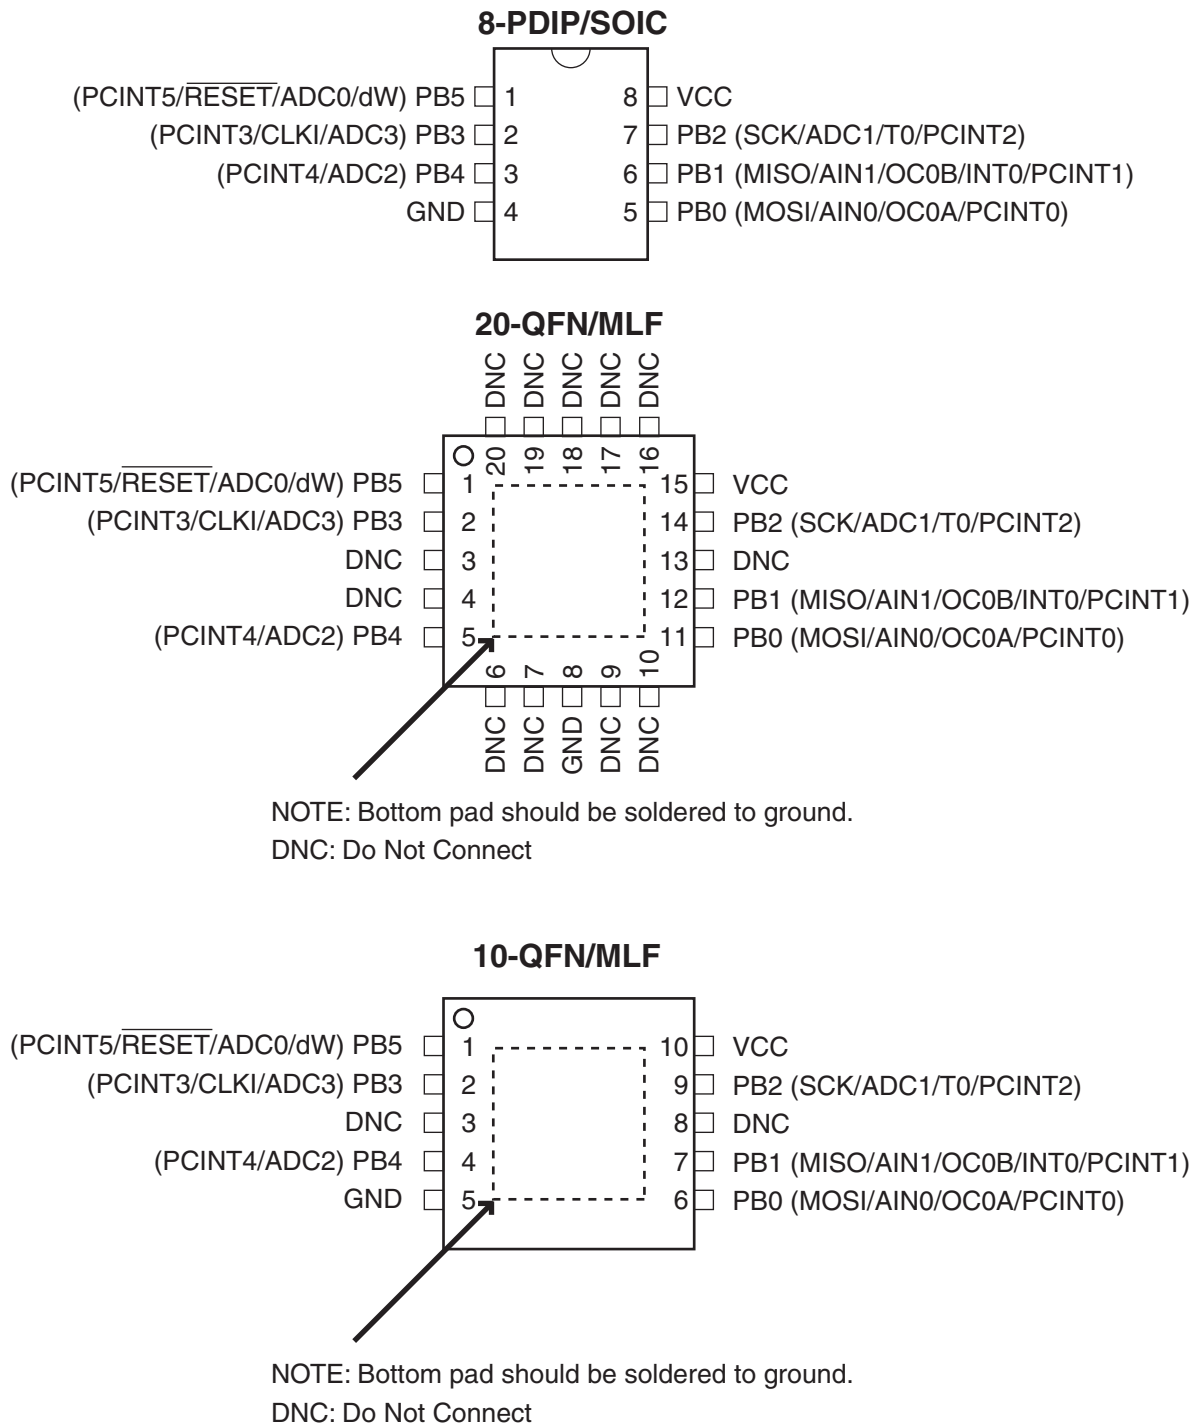 8-PDIP/SOIC
(PCINT5/RESET/ADC0/dW) PB5 1 8 VCC
(PCINT3/CLKI/ADC3) PB3 2 7 PB2 (SCK/ADC1/T0/PCINT2)
(PCINT4/ADC2) PB4 3 6 PB1 (MISO/AIN1/OC0B/INT0/PCINT1)
GND 4 5 PB0 (MOSI/AIN0/OC0A/PCINT0)
20-QFN/MLF
DNC DNC DNC DNC DNC
20 19 18 17 16
(PCINT5/RESET/ADC0/dW) PB5 1 15 VCC
(PCINT3/CLKI/ADC3) PB3 2 14 PB2 (SCK/ADC1/T0/PCINT2)
DNC 3 13 DNC
DNC 4 12 PB1 (MISO/AIN1/OC0B/INT0/PCINT1)
(PCINT4/ADC2) PB4 5 11 PB0 (MOSI/AIN0/OC0A/PCINT0)
6 7 8 9 10
DNC DNC GND DNC DNC
NOTE: Bottom pad should be soldered to ground.
DNC: Do Not Connect
10-QFN/MLF
(PCINT5/RESET/ADC0/dW) PB5 1 10 VCC
(PCINT3/CLKI/ADC3) PB3 2 9 PB2 (SCK/ADC1/T0/PCINT2)
DNC 3 8 DNC
(PCINT4/ADC2) PB4 4 7 PB1 (MISO/AIN1/OC0B/INT0/PCINT1)
GND 5 6 PB0 (MOSI/AIN0/OC0A/PCINT0)
NOTE: Bottom pad should be soldered to ground.
DNC: Do Not Connect